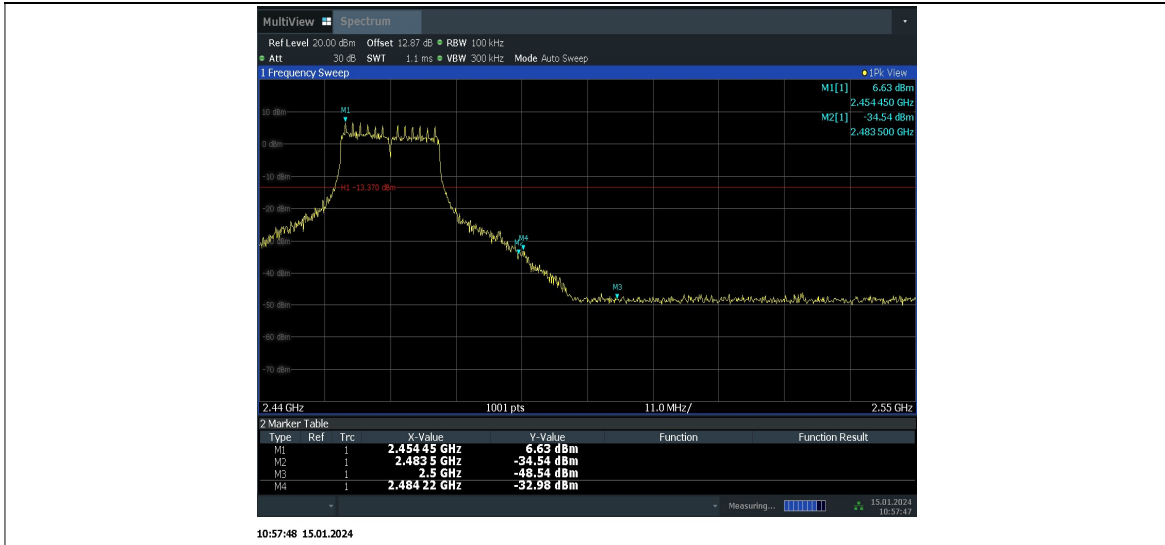 MultiView Spectrum
Ref Level 20.00 dBm Offset 12.87 dB RBW 100 kHz
Att 30 dB SWT 1.1 ms VBW 300 kHz Mode Auto Sweep
1 Frequency Sweep 1Pk View
M1[1] 6.63 dBm
2.454 450 GHz
M2[1] -34.54 dBm
2.483 500 GHz
M1
10 dBm
0 dBm
-10 dBm
H1 -13.370 dBm
-20 dBm
M4
-40 dBm
M3
-50 dBm
-60 dBm
-70 dBm
2.44 GHz 1001 pts 11.0 MHz/ 2.55 GHz
2 Marker Table
Type Ref Trc X-Value Y-Value Function Function Result
M1 1 2.454 45 GHz 6.63 dBm
M2 1 2.483 5 GHz -34.54 dBm
M3 1 2.5 GHz -48.54 dBm
M4 1 2.484 22 GHz -32.98 dBm
Measuring... 15.01.2024
10:57:47
10:57:48 15.01.2024